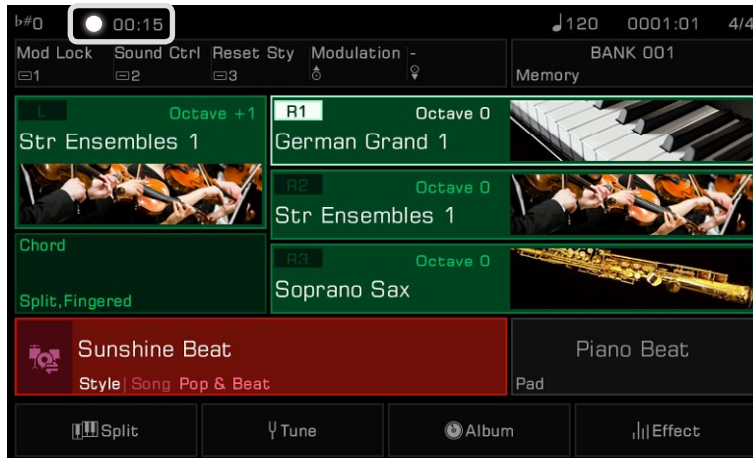 ♭#0 00:15 ♩120 0001:01 4/4
Mod Lock Sound Ctrl Reset Sty Modulation - BANK 001
1 2 3 Memory
L Octave +1
Str Ensembles 1
R1 Octave 0
German Grand 1
R2 Octave 0
Str Ensembles 1
Chord
Split,Fingered
R3 Octave 0
Soprano Sax
Sunshine Beat
Style|Song Pop & Beat
Piano Beat
Pad
Split Tune Album Effect